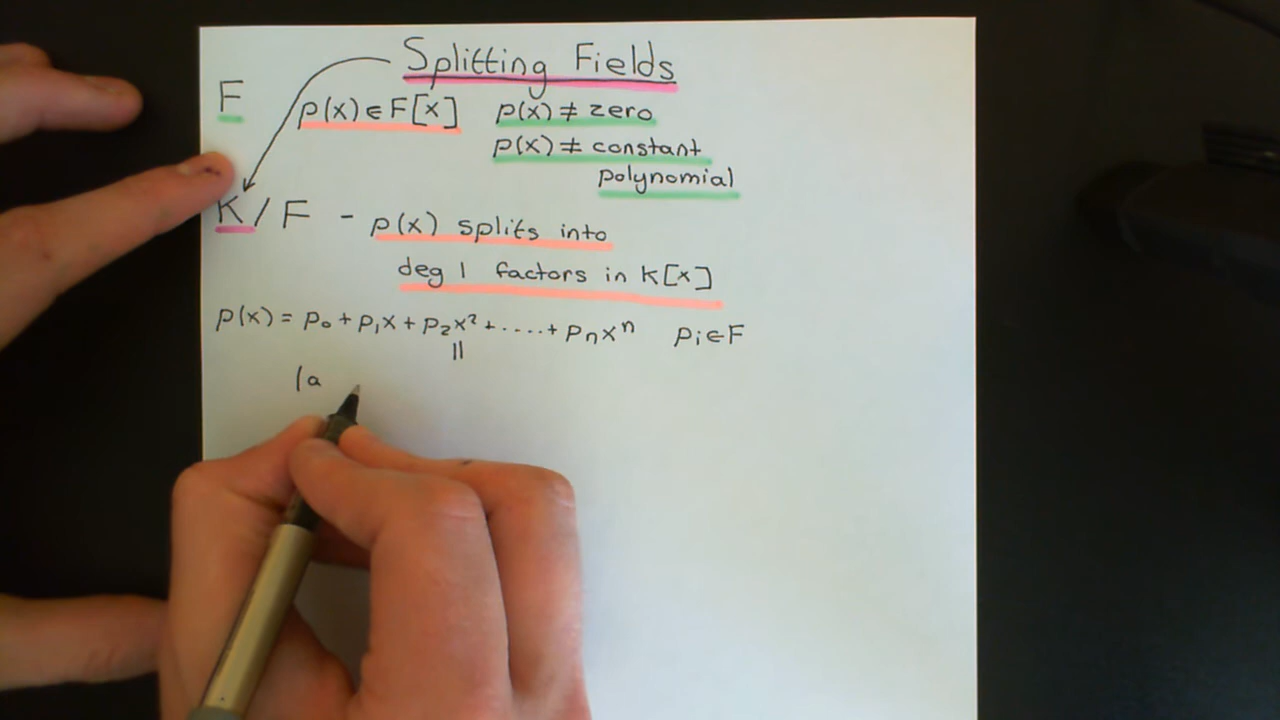 Splitting Fields
F
p(x) ∈ F[x] p(x) ≠ zero
p(x) ≠ constant
polynomial
K / F - p(x) splits into
deg 1 factors in K[x]
p(x) = p₀ + p₁x + p₂x² + ..... + pₙxⁿ pᵢ ∈ F
||
(a